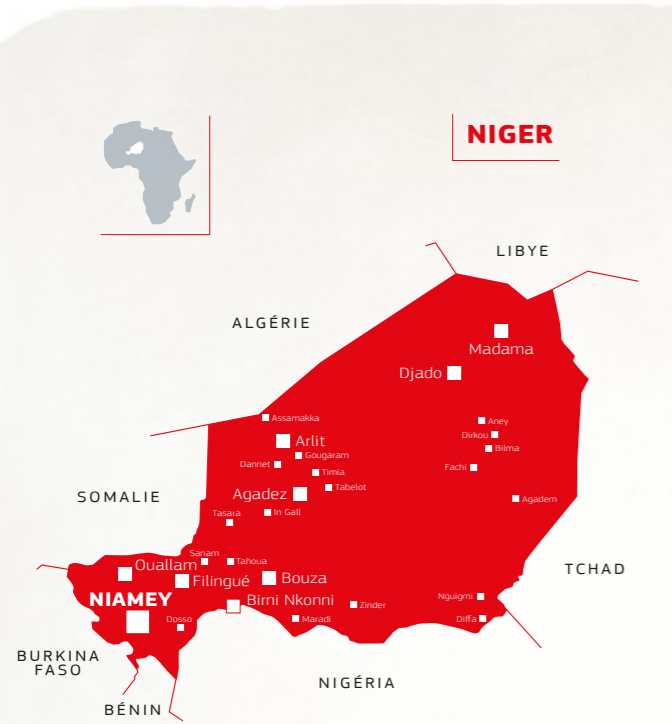 NIGER
LIBYE
ALGÉRIE
Madama
Djado
Assamakka
Aney
Arlit
Dirkou
Gougaram
Bilma
Dannet
Fachi
Timia
Agadez
Tabelot
Agadem
SOMALIE
Tasara
In Gall
Sanam
Tahoua
Ouallam
TCHAD
Filingué
Bouza
NIAMEY
Birni Nkonni
Nguigmi
Zinder
Dosso
Maradi
Diffa
BURKINA
FASO
NIGÉRIA
BÉNIN